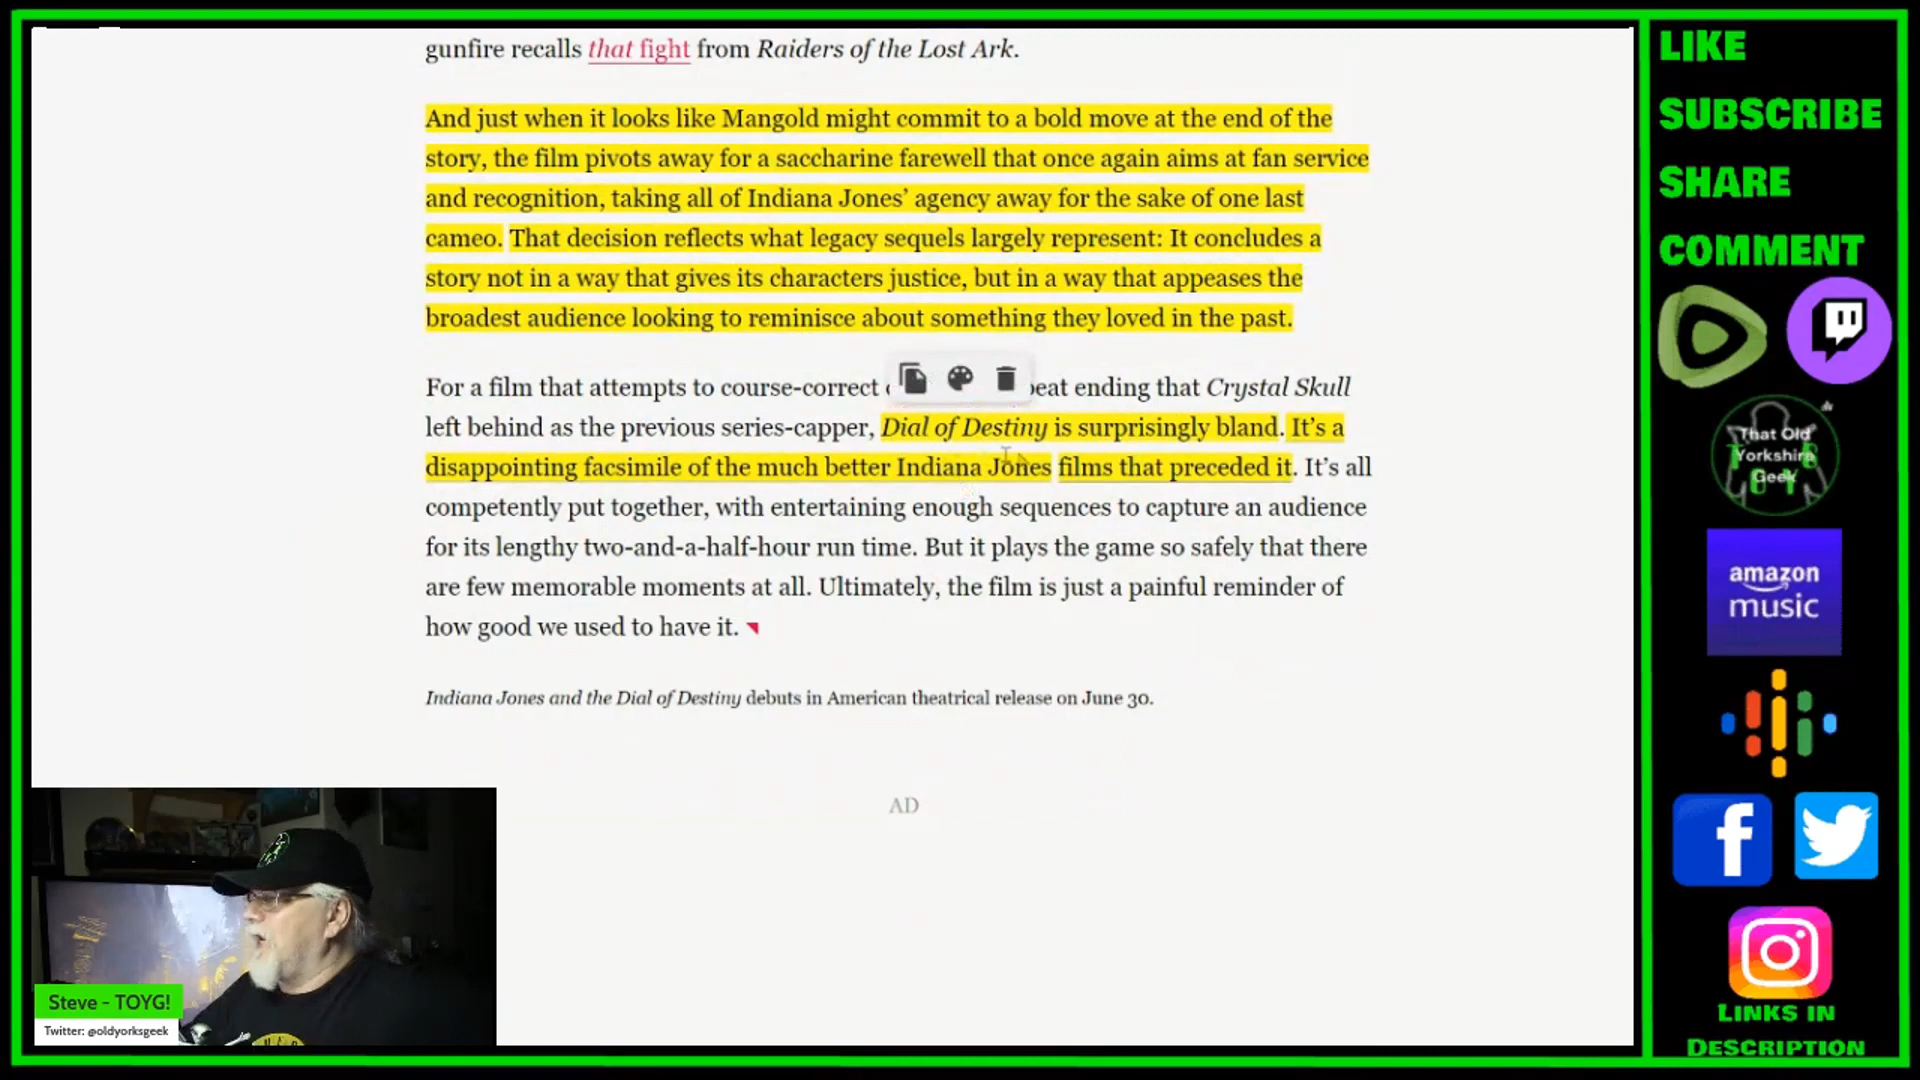 gunfire recalls that fight from Raiders of the Lost Ark.
And just when it looks like Mangold might commit to a bold move at the end of the
story, the film pivots away for a saccharine farewell that once again aims at fan service
and recognition, taking all of Indiana Jones’ agency away for the sake of one last
cameo. That decision reflects what legacy sequels largely represent: It concludes a
story not in a way that gives its characters justice, but in a way that appeases the
broadest audience looking to reminisce about something they loved in the past.
For a film that attempts to course-correct eat ending that Crystal Skull
left behind as the previous series-capper, Dial of Destiny is surprisingly bland. It’s a
disappointing facsimile of the much better Indiana Jones films that preceded it. It’s all
competently put together, with entertaining enough sequences to capture an audience
for its lengthy two-and-a-half-hour run time. But it plays the game so safely that there
are few memorable moments at all. Ultimately, the film is just a painful reminder of
how good we used to have it.
Indiana Jones and the Dial of Destiny debuts in American theatrical release on June 30.
AD
Steve - TOYG!
Twitter: @oldyorksgeek
LIKE
SUBSCRIBE
SHARE
COMMENT
That Old
Yorkshire
Geek
amazon
music
f
LINKS IN
DESCRIPTION